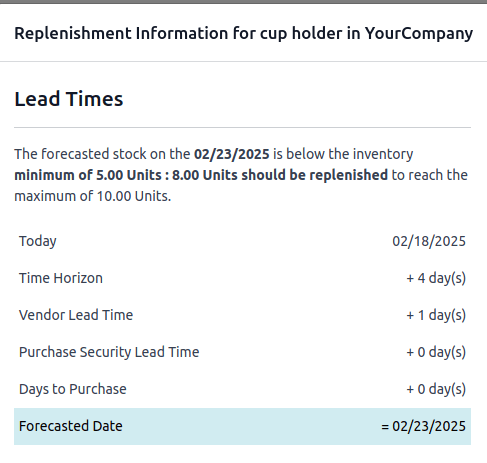 Replenishment Information for cup holder in YourCompany
Lead Times
The forecasted stock on the 02/23/2025 is below the inventory
minimum of 5.00 Units : 8.00 Units should be replenished to reach the
maximum of 10.00 Units.
Today 02/18/2025
Time Horizon + 4 day(s)
Vendor Lead Time + 1 day(s)
Purchase Security Lead Time + 0 day(s)
Days to Purchase + 0 day(s)
Forecasted Date = 02/23/2025